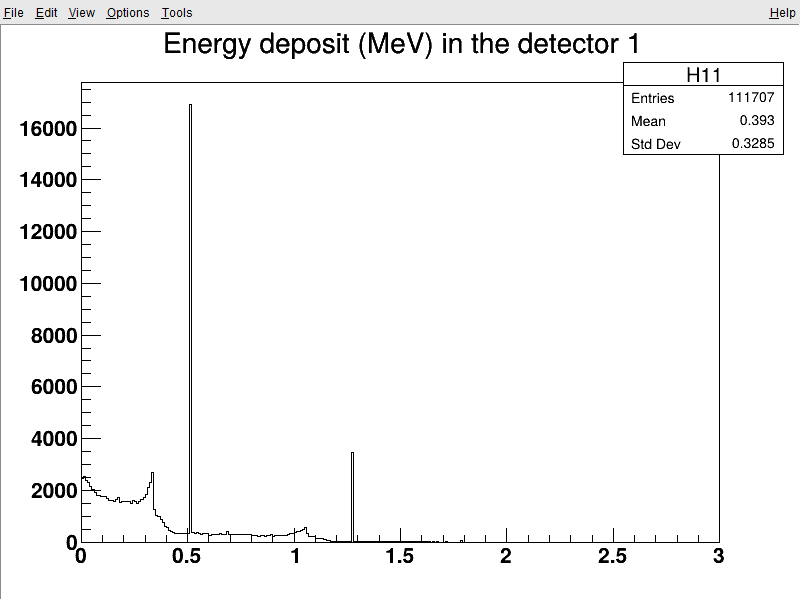 File Edit View Options Tools Help
Energy deposit (MeV) in the detector 1
H11
Entries 111707
Mean 0.393
Std Dev 0.3285
16000
14000
12000
10000
8000
6000
4000
2000
0
0 0.5 1 1.5 2 2.5 3